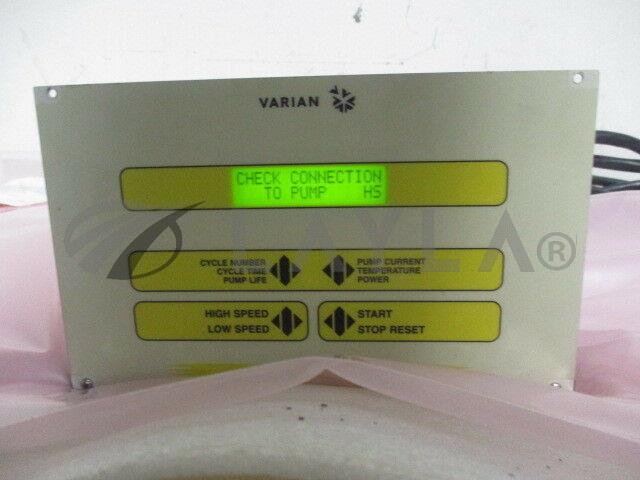 VARIAN
CHECK CONNECTION
TO PUMP HS
CYCLE NUMBER
CYCLE TIME
PUMP LIFE
PUMP CURRENT
TEMPERATURE
POWER
HIGH SPEED
LOW SPEED
START
STOP RESET